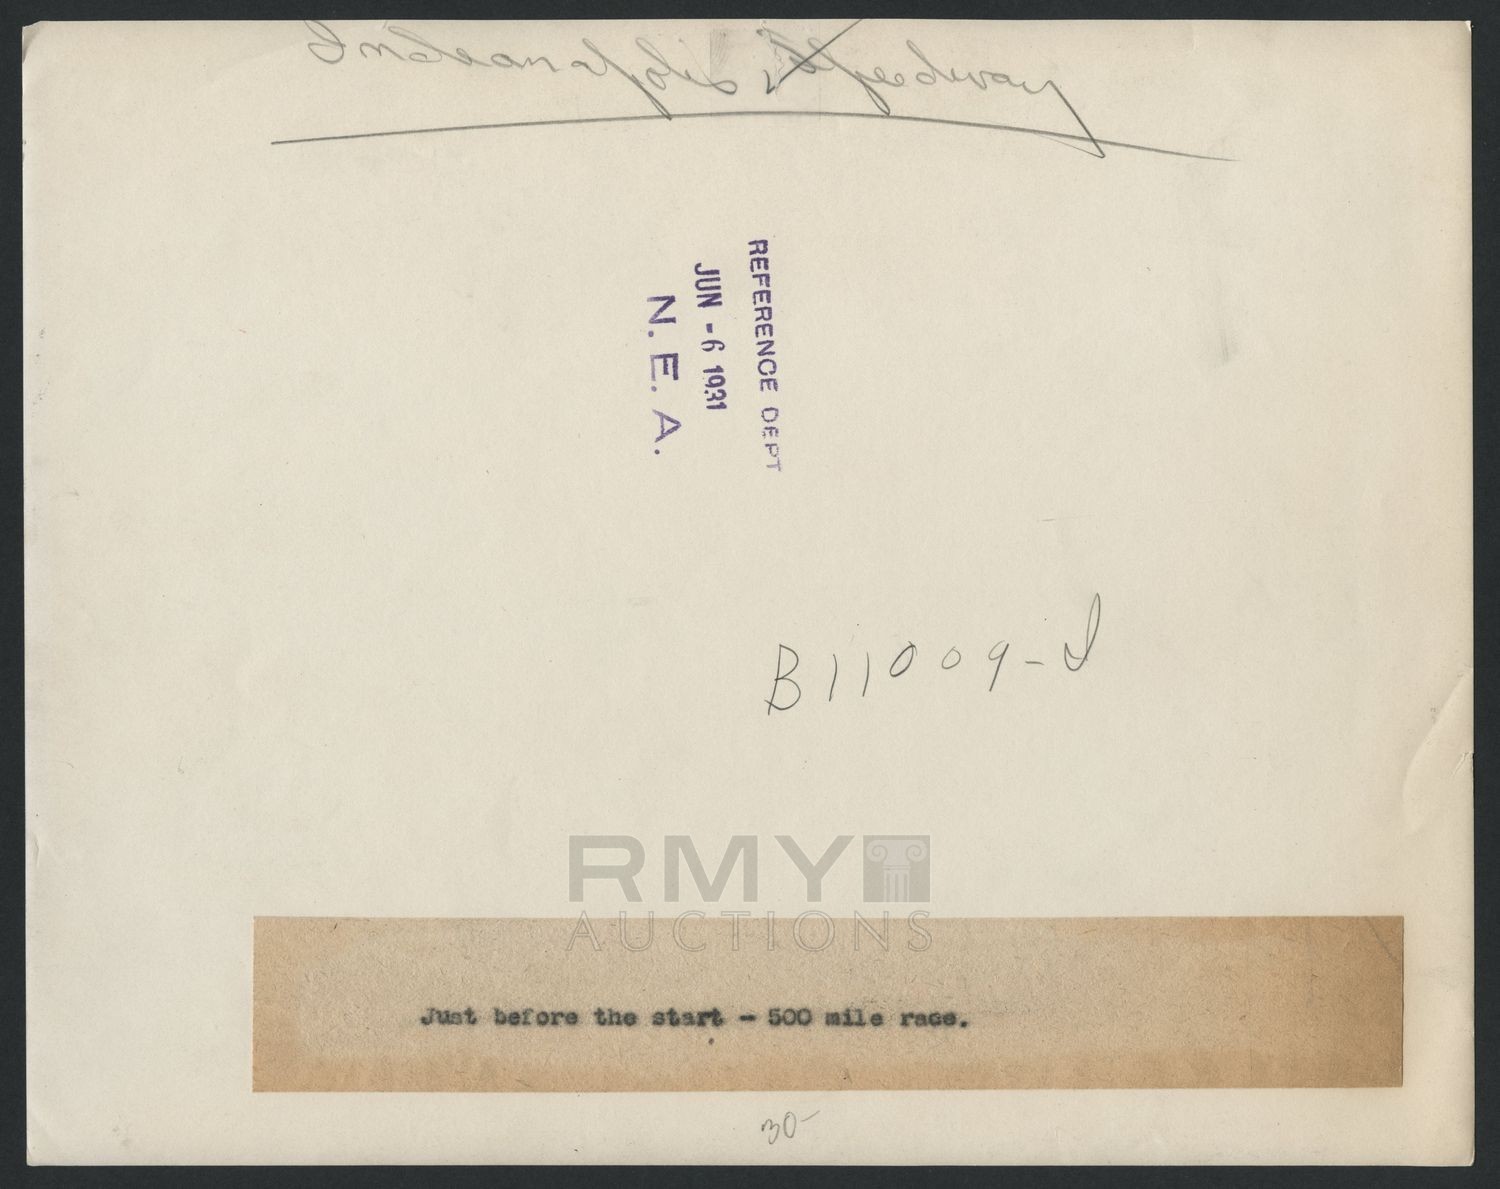 Indianapolis Speedway
REFERENCE DEPT
JUN - 6 1931
N. E. A.
B11009-I
RMY
AUCTIONS
Just before the start - 500 mile race.
30-